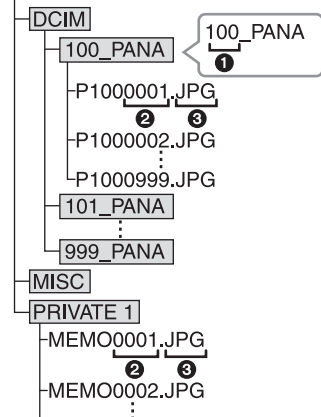 DCIM
100_PANA
100_PANA
❶
P1000001.JPG
❷ ❸
P1000002.JPG
P1000999.JPG
101_PANA
999_PANA
MISC
PRIVATE 1
MEMO0001.JPG
❷ ❸
MEMO0002.JPG